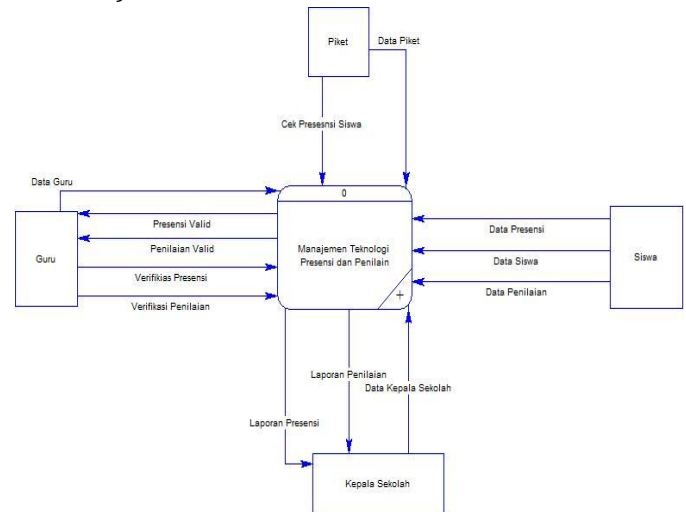 Piket
Data Piket
Cek Presesnsi Siswa
Data Guru
0
Presensi Valid
Data Presensi
Penilaian Valid
Manajemen Teknologi
Presensi dan Penilain
Guru
Data Siswa
Siswa
Verifikias Presensi
Data Penilaian
+
Verifikasi Penilaian
Laporan Penilaian
Data Kepala Sekolah
Laporan Presensi
Kepala Sekolah